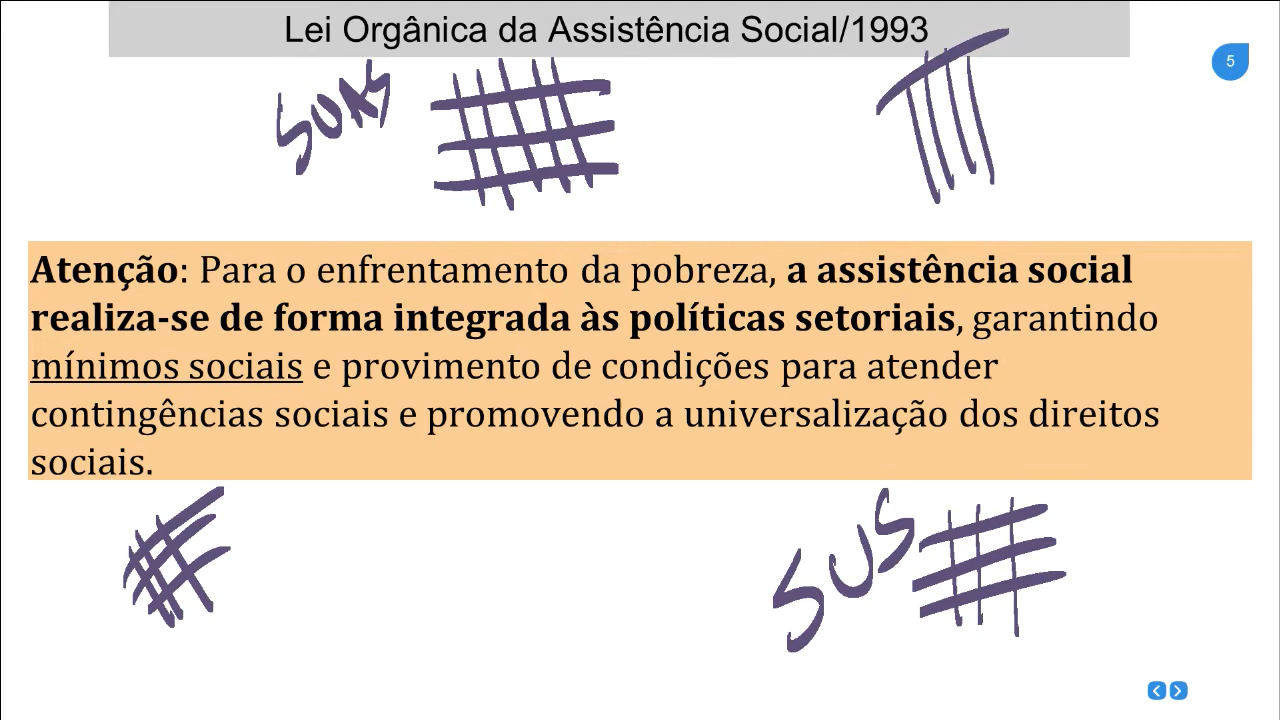 Lei Orgânica da Assistência Social/1993
5
SUAS
Atenção: Para o enfrentamento da pobreza, a assistência social
realiza-se de forma integrada às políticas setoriais, garantindo
mínimos sociais e provimento de condições para atender
contingências sociais e promovendo a universalização dos direitos
sociais.
SUS